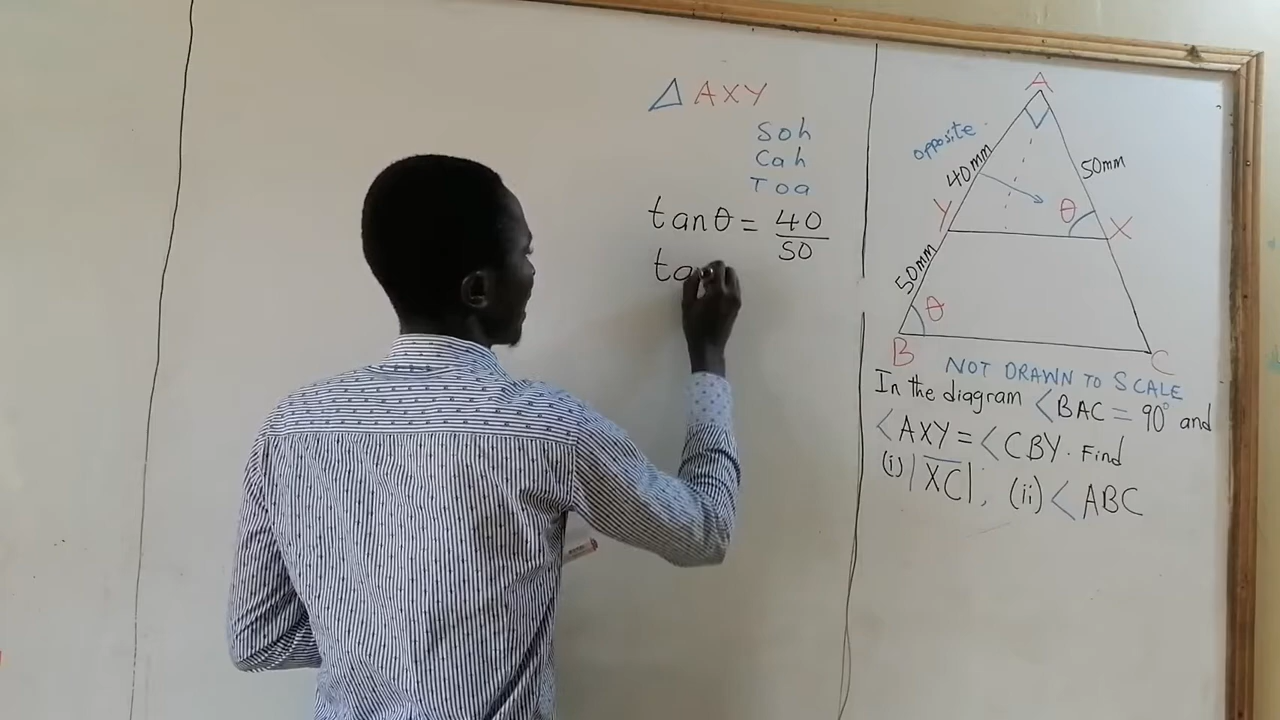 △ AXY
Soh
Cah
Toa
tanθ = 40/50
ta
A
opposite
40mm
50mm
Y
θ
X
50mm
θ
B
C
NOT DRAWN TO SCALE
In the diagram <BAC = 90° and
<AXY = <CBY. Find
(i) |XC|, (ii) <ABC